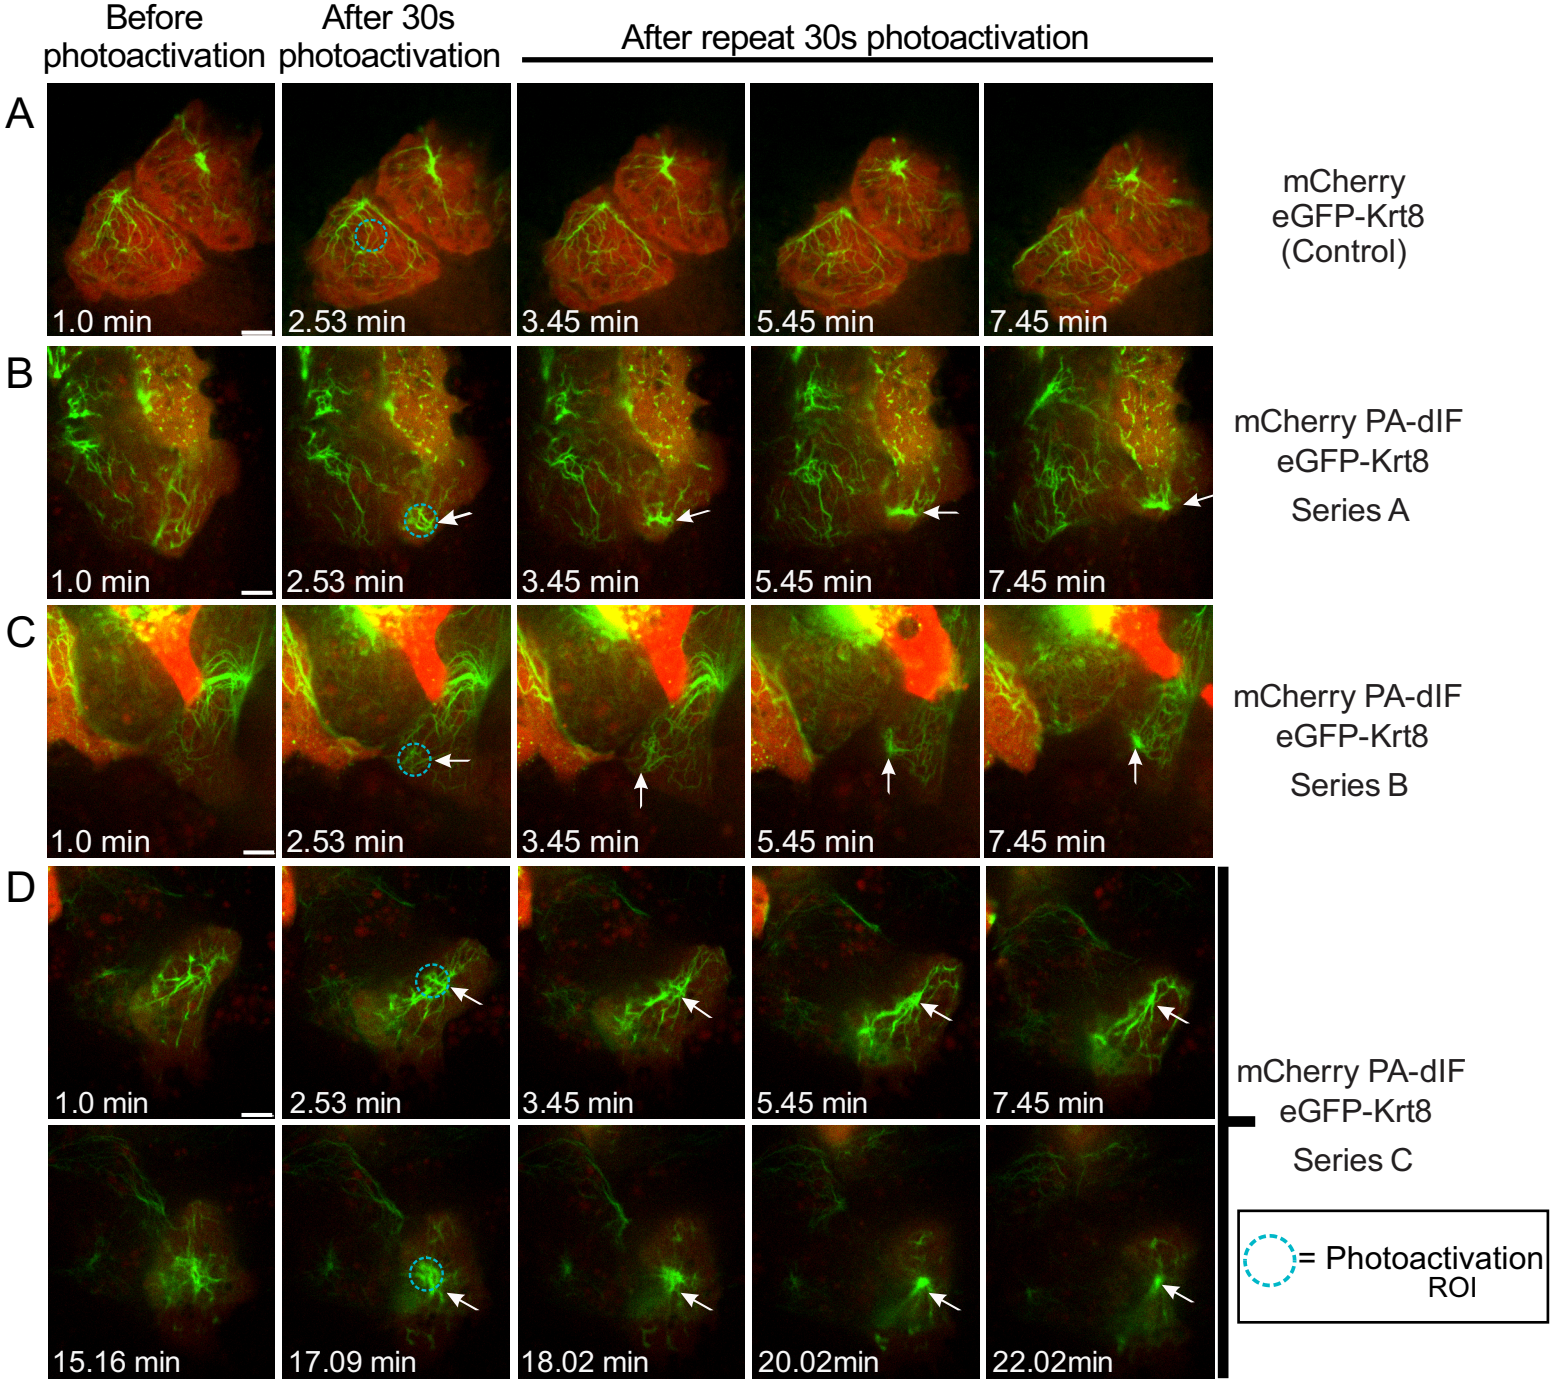 Before
photoactivation
After 30s
photoactivation
After repeat 30s photoactivation
A
1.0 min
2.53 min
3.45 min
5.45 min
7.45 min
mCherry
eGFP-Krt8
(Control)
B
1.0 min
2.53 min
3.45 min
5.45 min
7.45 min
mCherry PA-dIF
eGFP-Krt8
Series A
C
1.0 min
2.53 min
3.45 min
5.45 min
7.45 min
mCherry PA-dIF
eGFP-Krt8
Series B
D
1.0 min
2.53 min
3.45 min
5.45 min
7.45 min
15.16 min
17.09 min
18.02 min
20.02 min
22.02min
mCherry PA-dIF
eGFP-Krt8
Series C
= Photoactivation
ROI